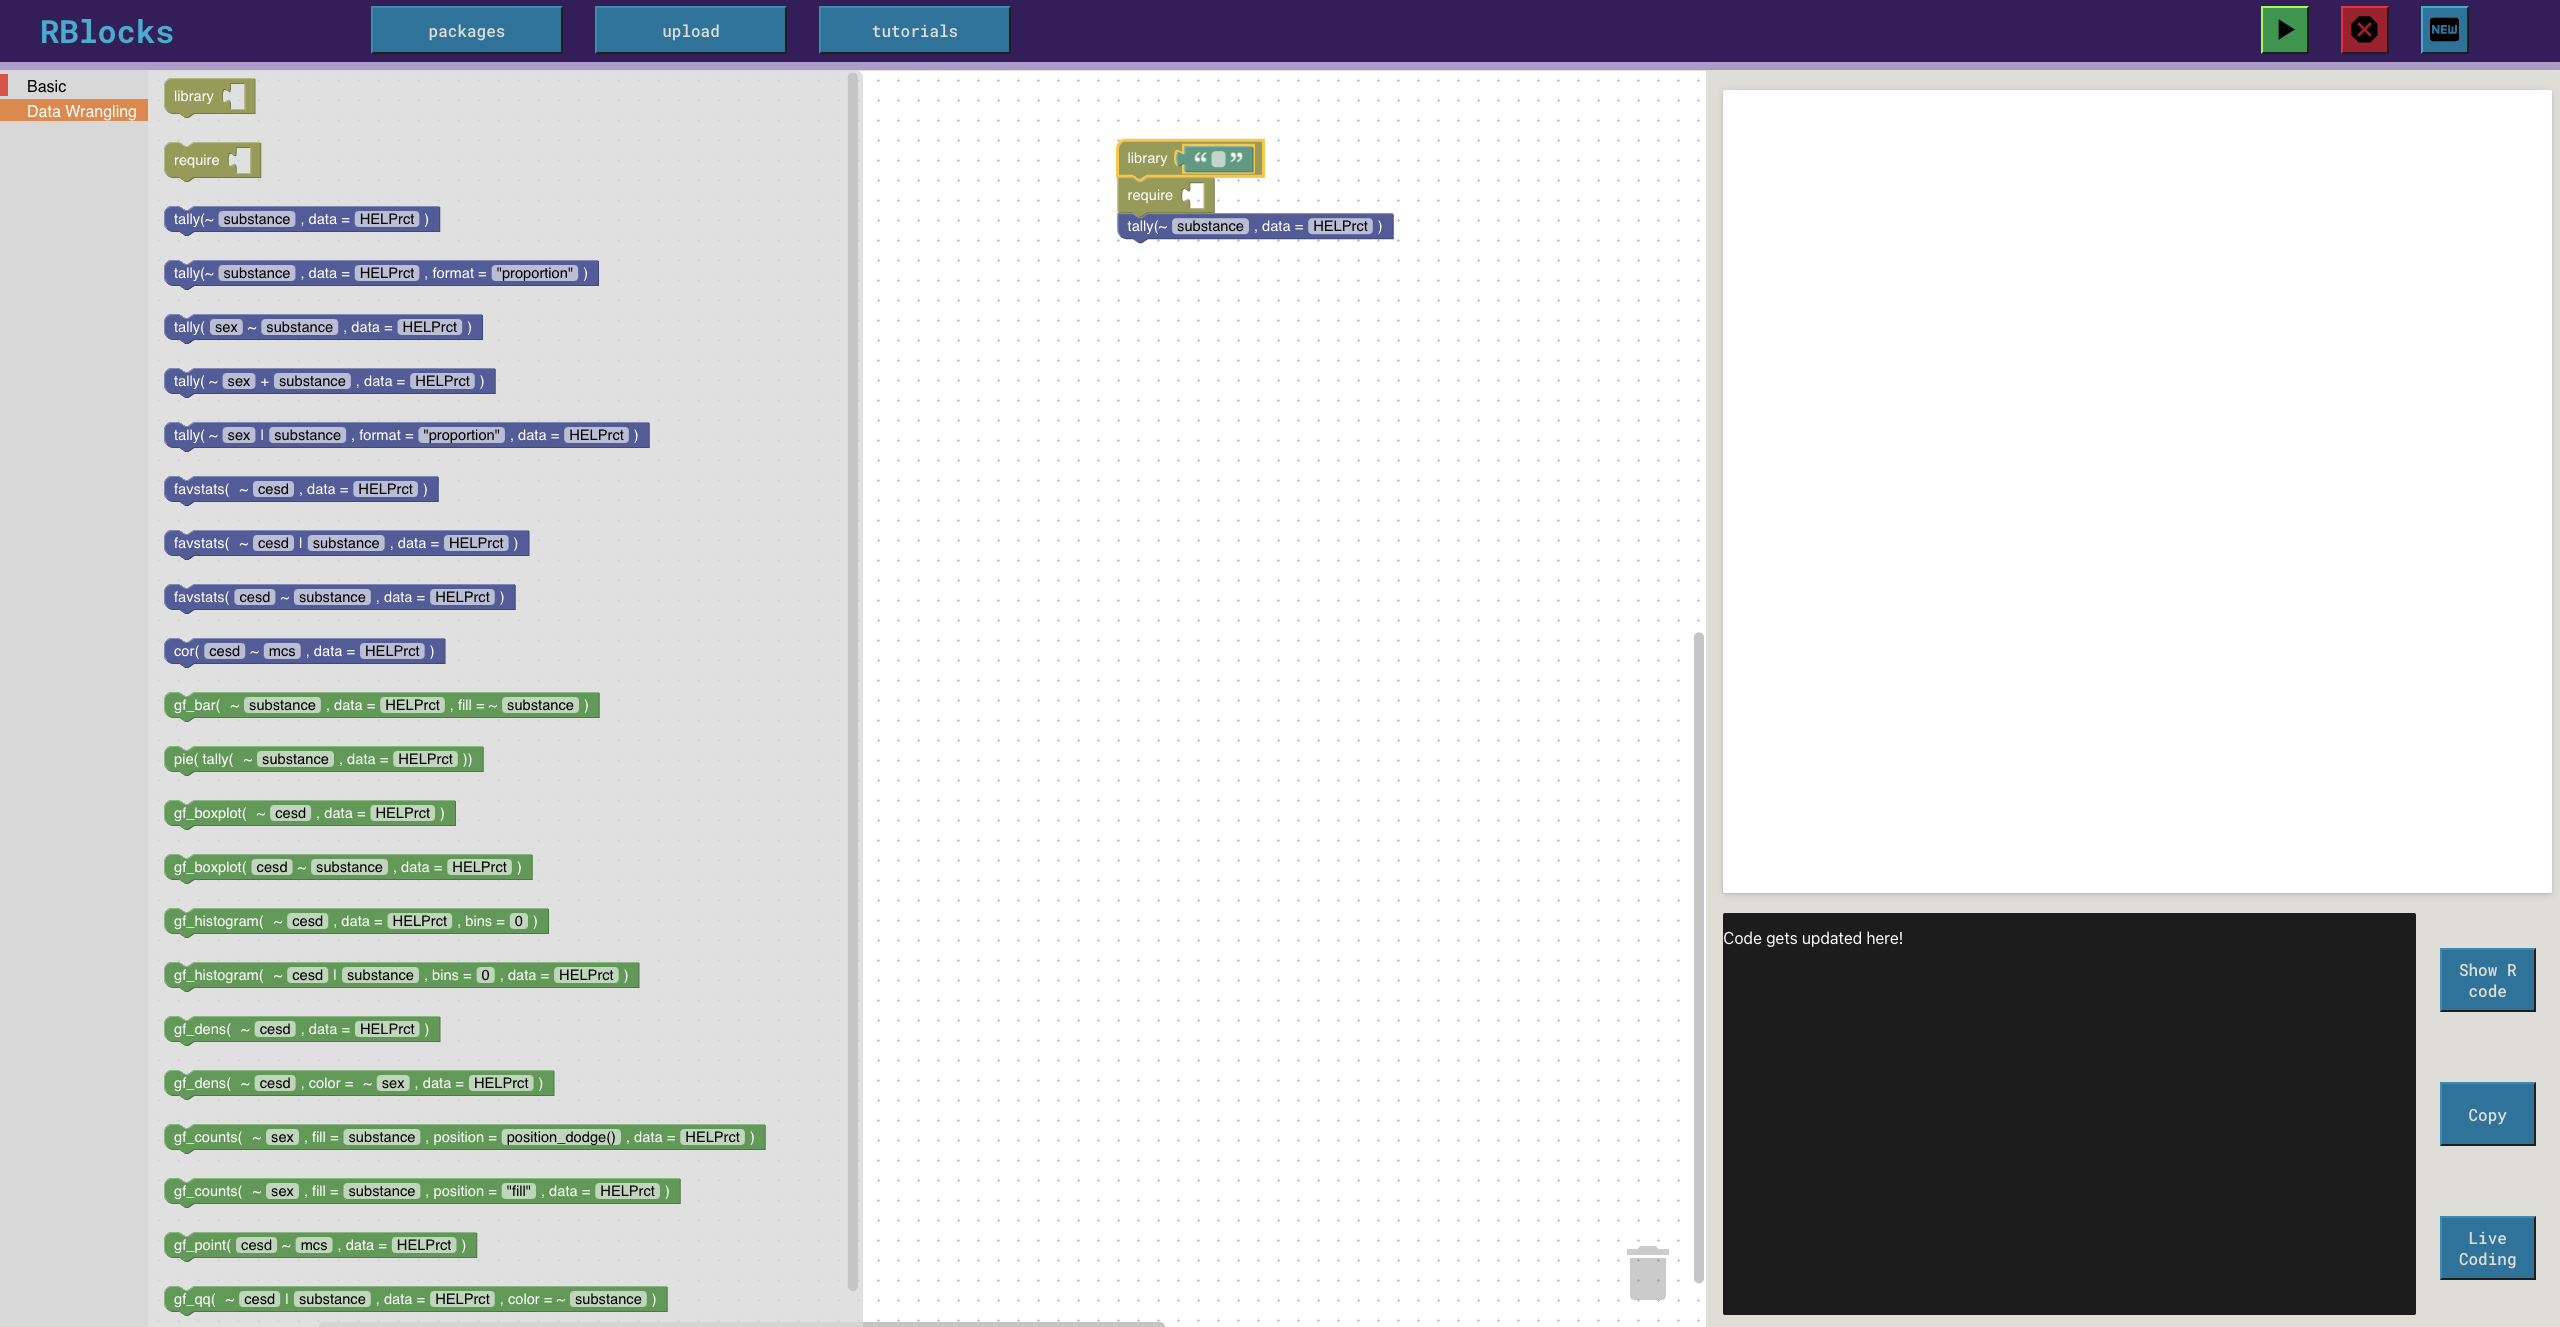 RBlocks
packages
upload
tutorials
NEW
Basic
Data Wrangling
library
require
tally(~ substance , data = HELPrct )
tally(~ substance , data = HELPrct , format = "proportion" )
tally( sex ~ substance , data = HELPrct )
tally( ~ sex + substance , data = HELPrct )
tally( ~ sex | substance , format = "proportion" , data = HELPrct )
favstats( ~ cesd , data = HELPrct )
favstats( ~ cesd | substance , data = HELPrct )
favstats( cesd ~ substance , data = HELPrct )
cor( cesd ~ mcs , data = HELPrct )
gf_bar( ~ substance , data = HELPrct , fill = ~ substance )
pie( tally( ~ substance , data = HELPrct ))
gf_boxplot( ~ cesd , data = HELPrct )
gf_boxplot( cesd ~ substance , data = HELPrct )
gf_histogram( ~ cesd , data = HELPrct , bins = 0 )
gf_histogram( ~ cesd | substance , bins = 0 , data = HELPrct )
gf_dens( ~ cesd , data = HELPrct )
gf_dens( ~ cesd , color = ~ sex , data = HELPrct )
gf_counts( ~ sex , fill = substance , position = position_dodge() , data = HELPrct )
gf_counts( ~ sex , fill = substance , position = "fill" , data = HELPrct )
gf_point( cesd ~ mcs , data = HELPrct )
gf_qq( ~ cesd | substance , data = HELPrct , color = ~ substance )
library “ ”
require
tally(~ substance , data = HELPrct )
Code gets updated here!
Show R
code
Copy
Live
Coding